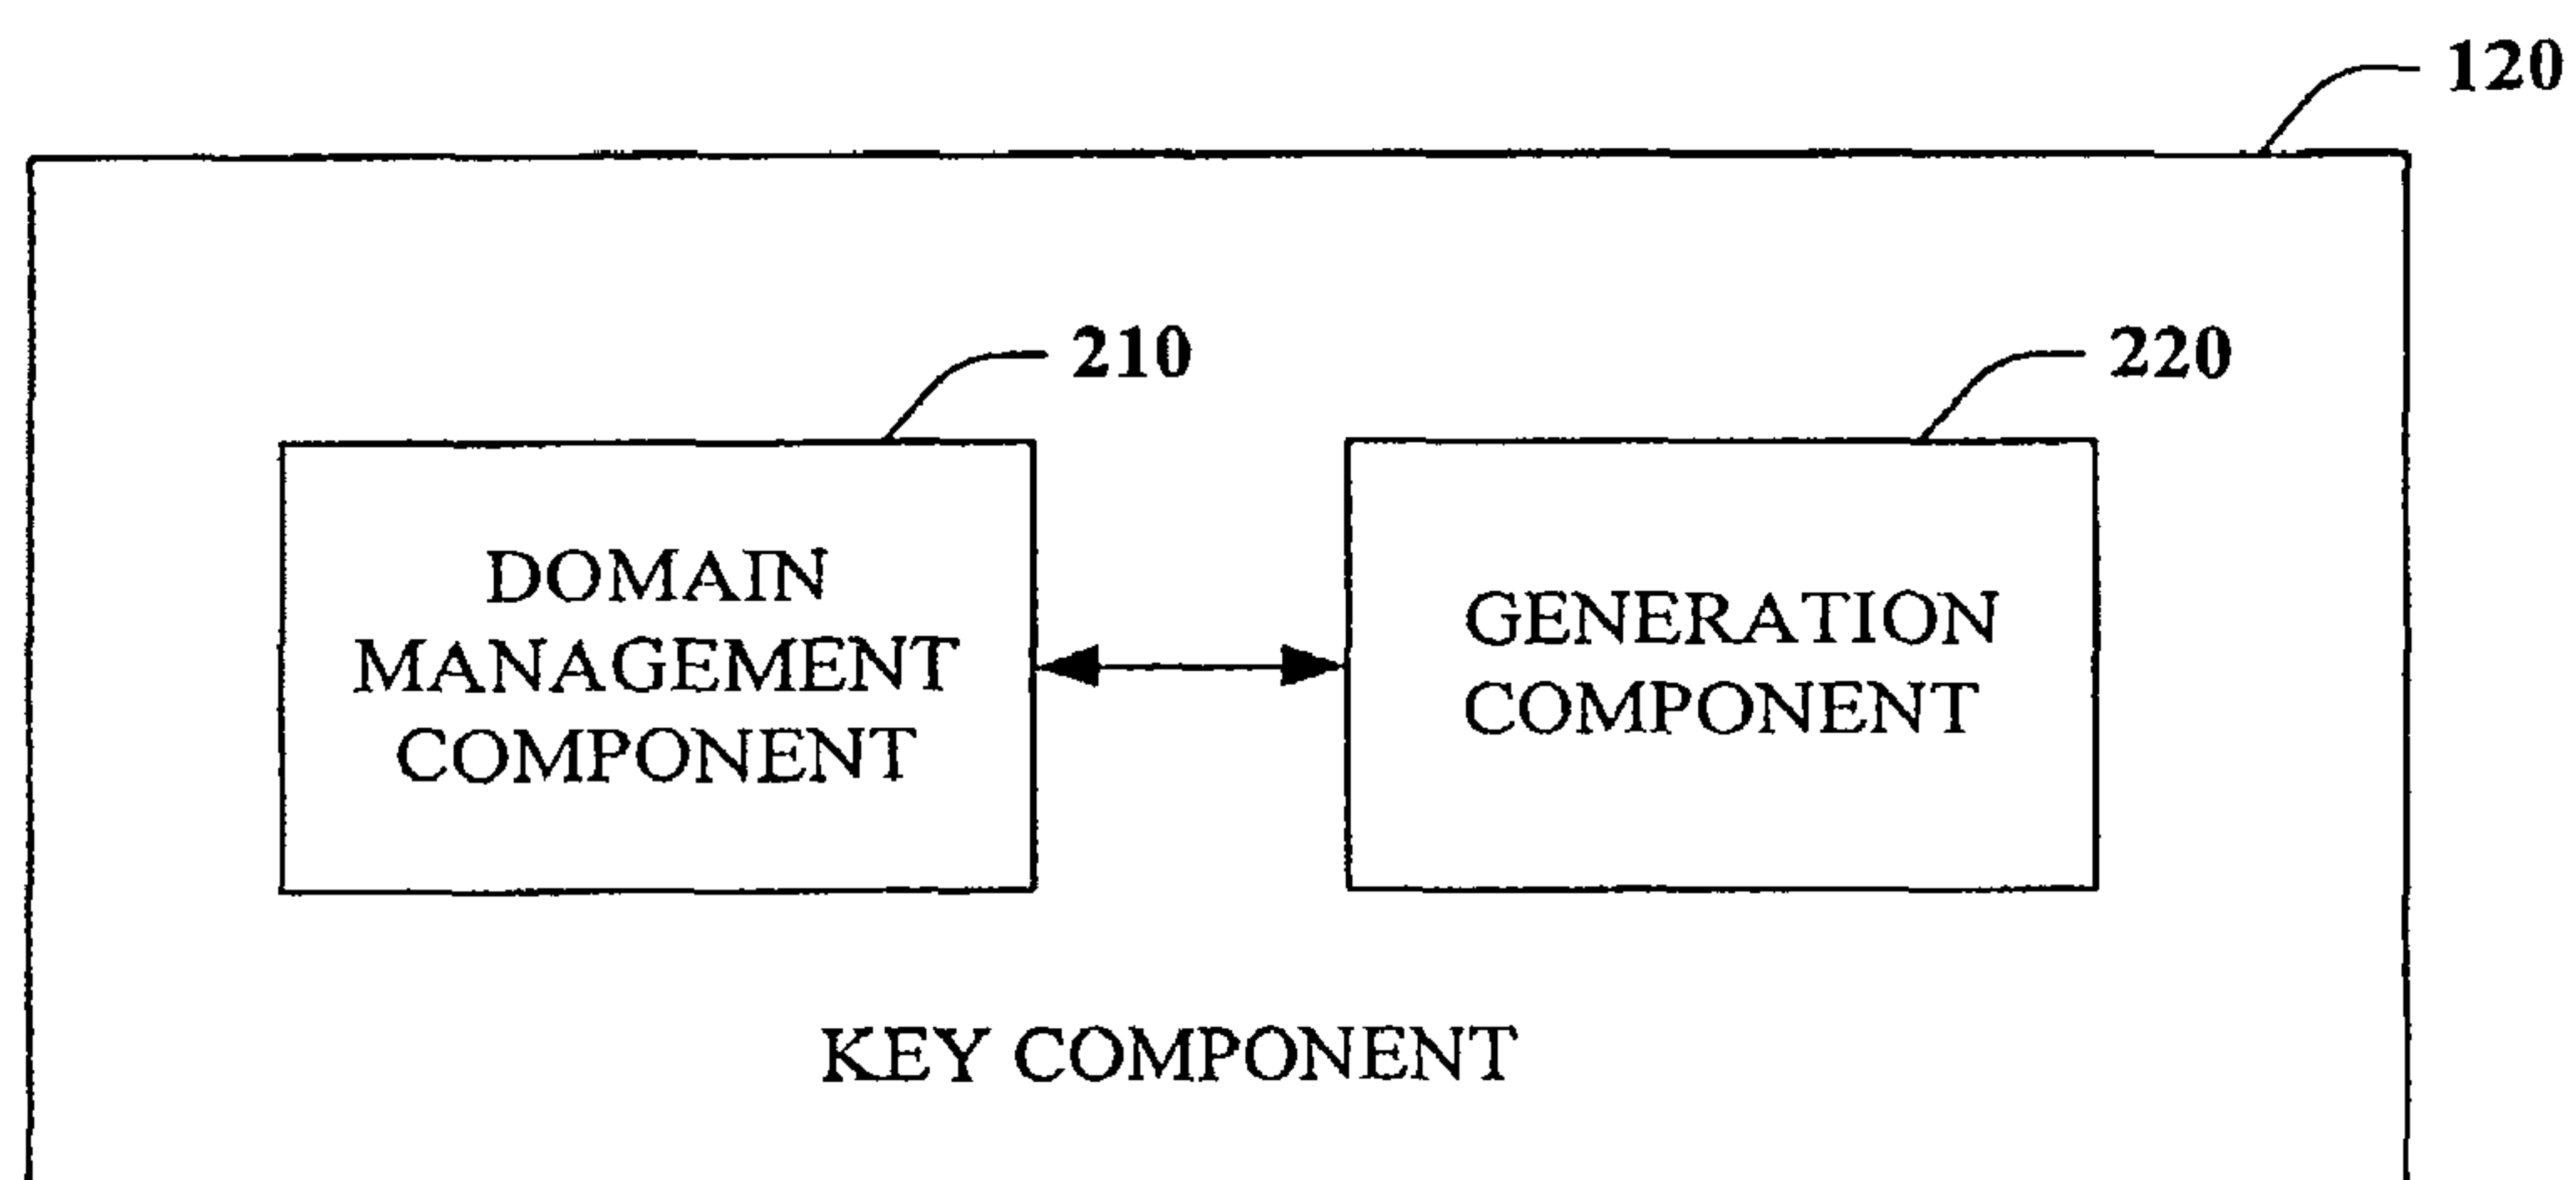 120
210
220
DOMAIN
MANAGEMENT
COMPONENT
GENERATION
COMPONENT
KEY COMPONENT